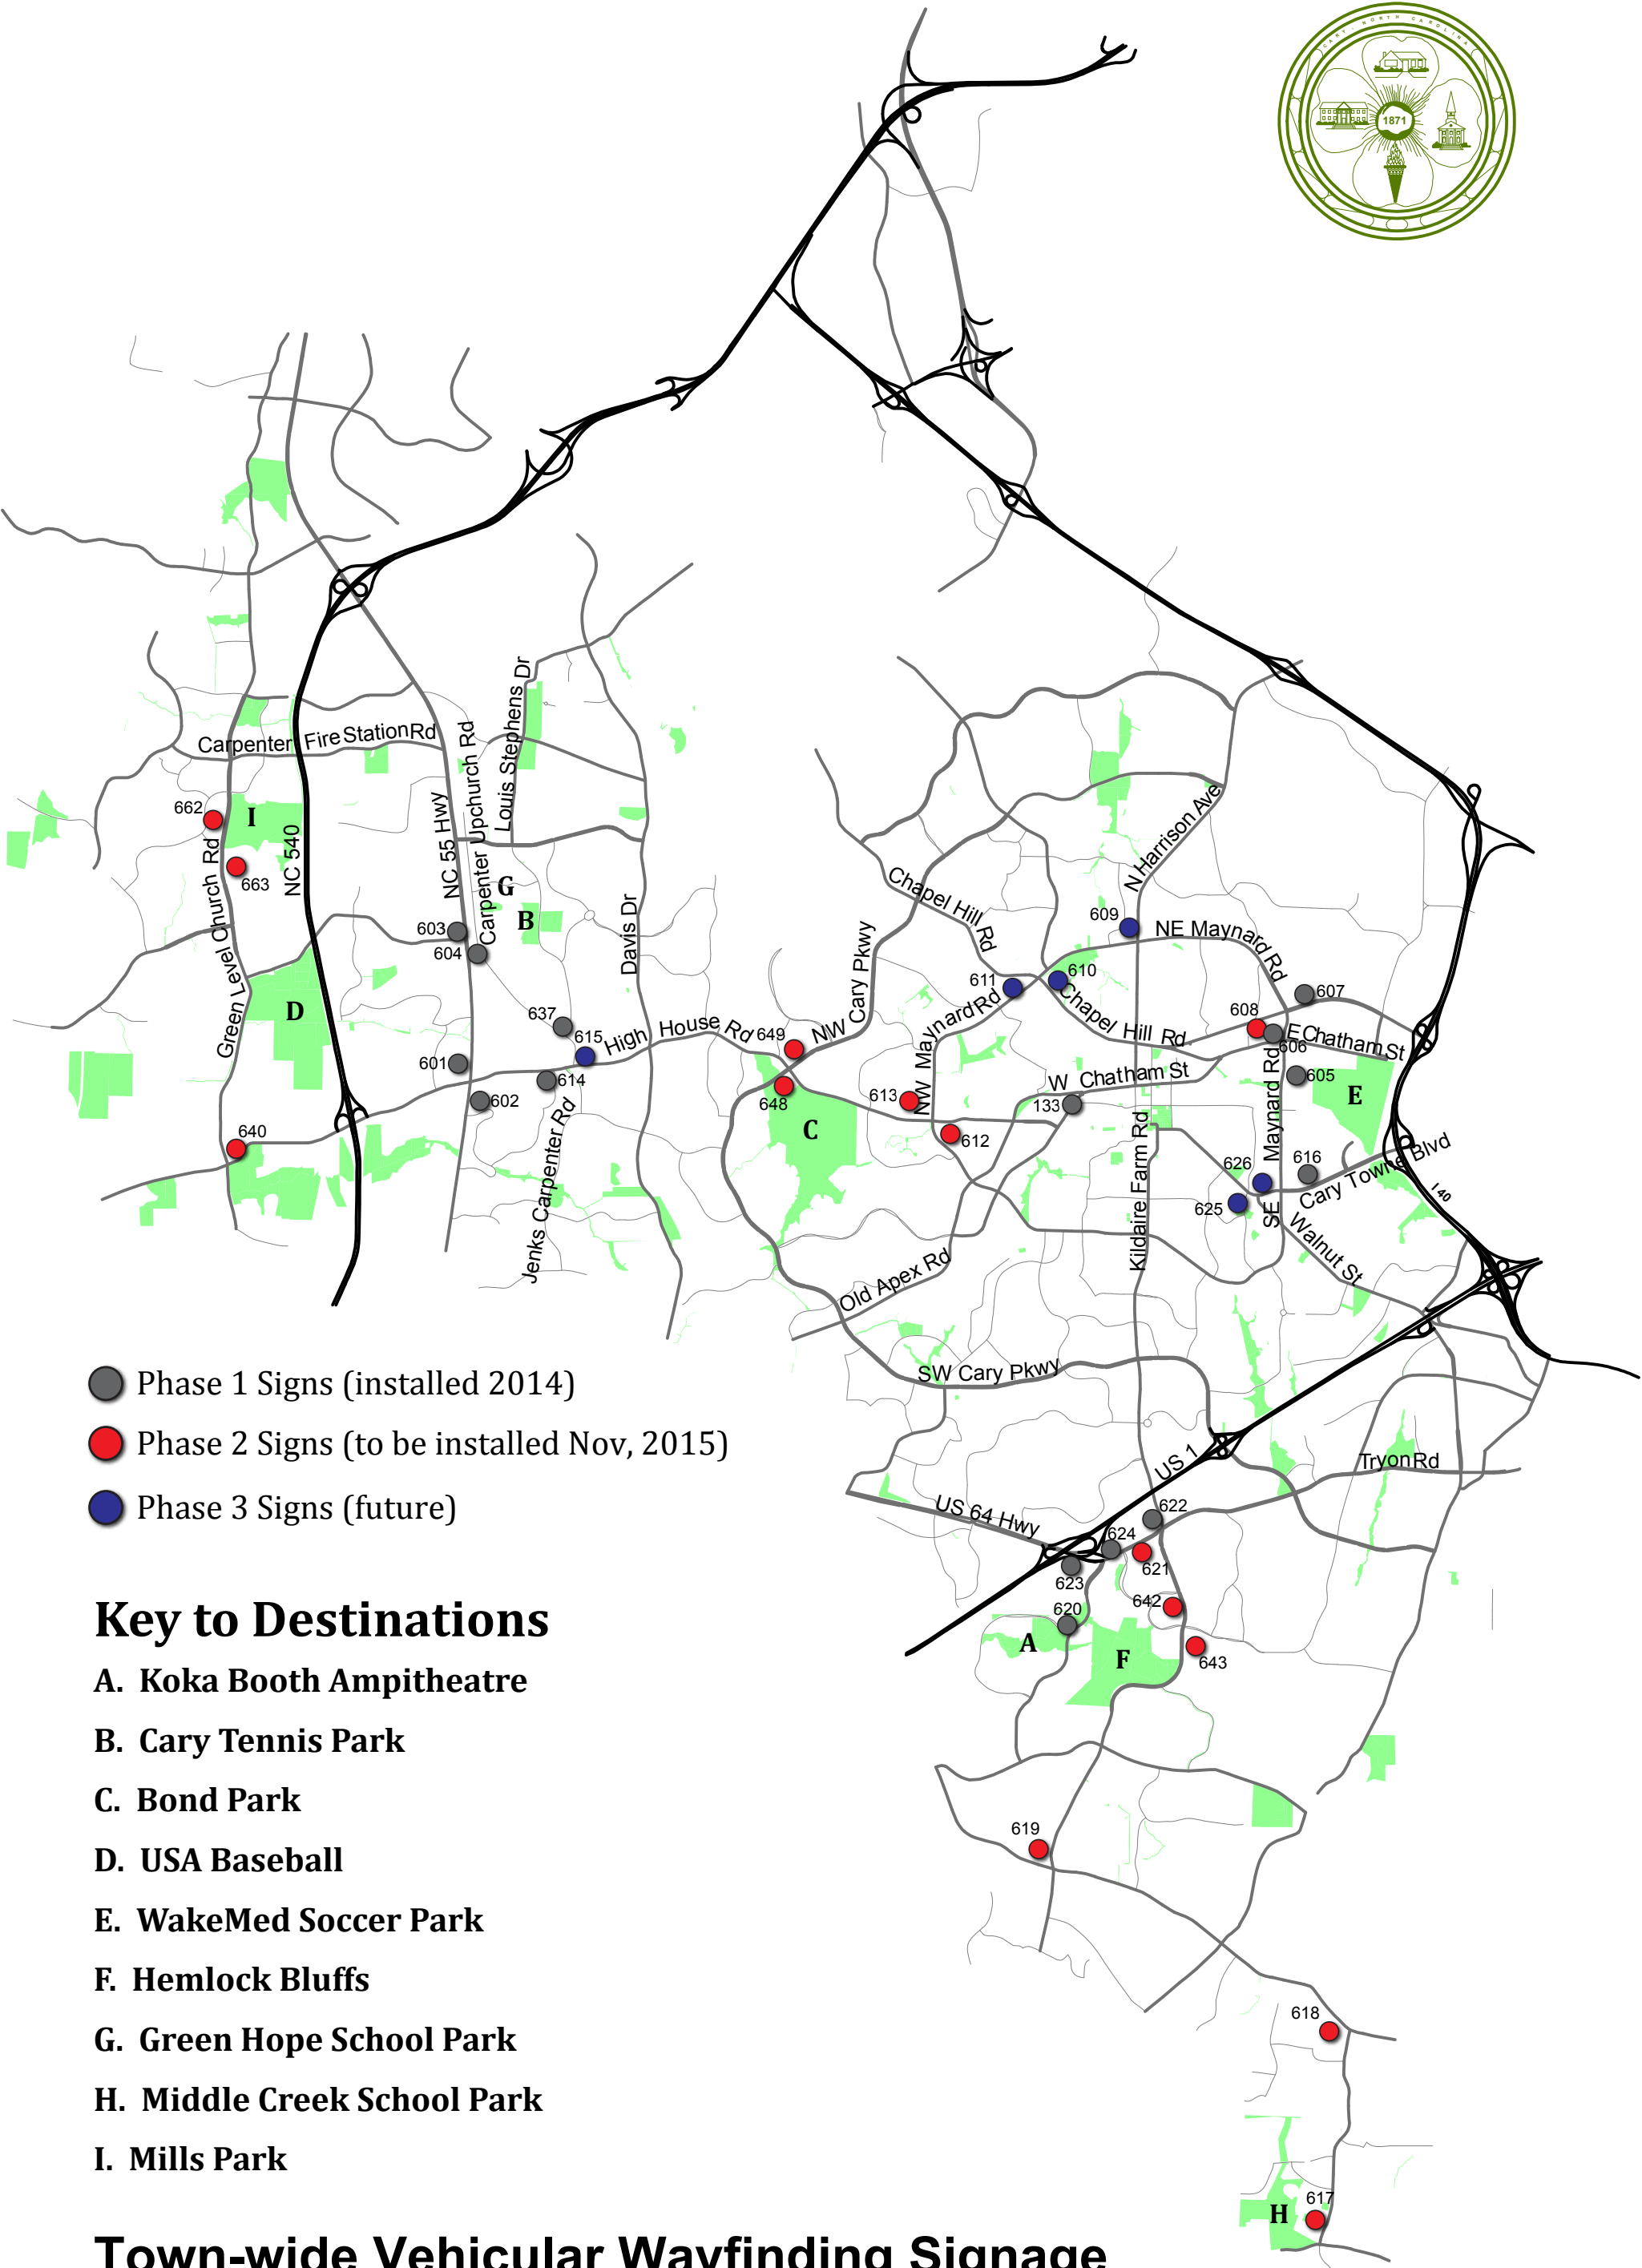 CARY NORTH CAROLINA
1871
Carpenter Fire Station Rd
Louis Stephens Dr
Carpenter Upchurch Rd
NC 55 Hwy
662
I
663
NC 540
Green Level Church Rd
G
B
603
604
D
Davis Dr
637
615
High House Rd
601
614
602
640
Jenks Carpenter Rd
649
648
C
NW Cary Pkwy
Chapel Hill Rd
N Harrison Ave
609
NE Maynard Rd
610
611
NW Maynard Rd
Chapel Hill Rd
607
608
606
E Chatham St
605
E
W Chatham St
133
613
612
Kildaire Farm Rd
SE Maynard Rd
626
616
625
Cary Towne Blvd
I 40
Walnut St
Old Apex Rd
SW Cary Pkwy
US 1
Tryon Rd
US 64 Hwy
622
624
621
623
642
620
A
F
643
619
618
617
H
Phase 1 Signs (installed 2014)
Phase 2 Signs (to be installed Nov, 2015)
Phase 3 Signs (future)
Key to Destinations
A. Koka Booth Ampitheatre
B. Cary Tennis Park
C. Bond Park
D. USA Baseball
E. WakeMed Soccer Park
F. Hemlock Bluffs
G. Green Hope School Park
H. Middle Creek School Park
I. Mills Park
Town-wide Vehicular Wayfinding Signage